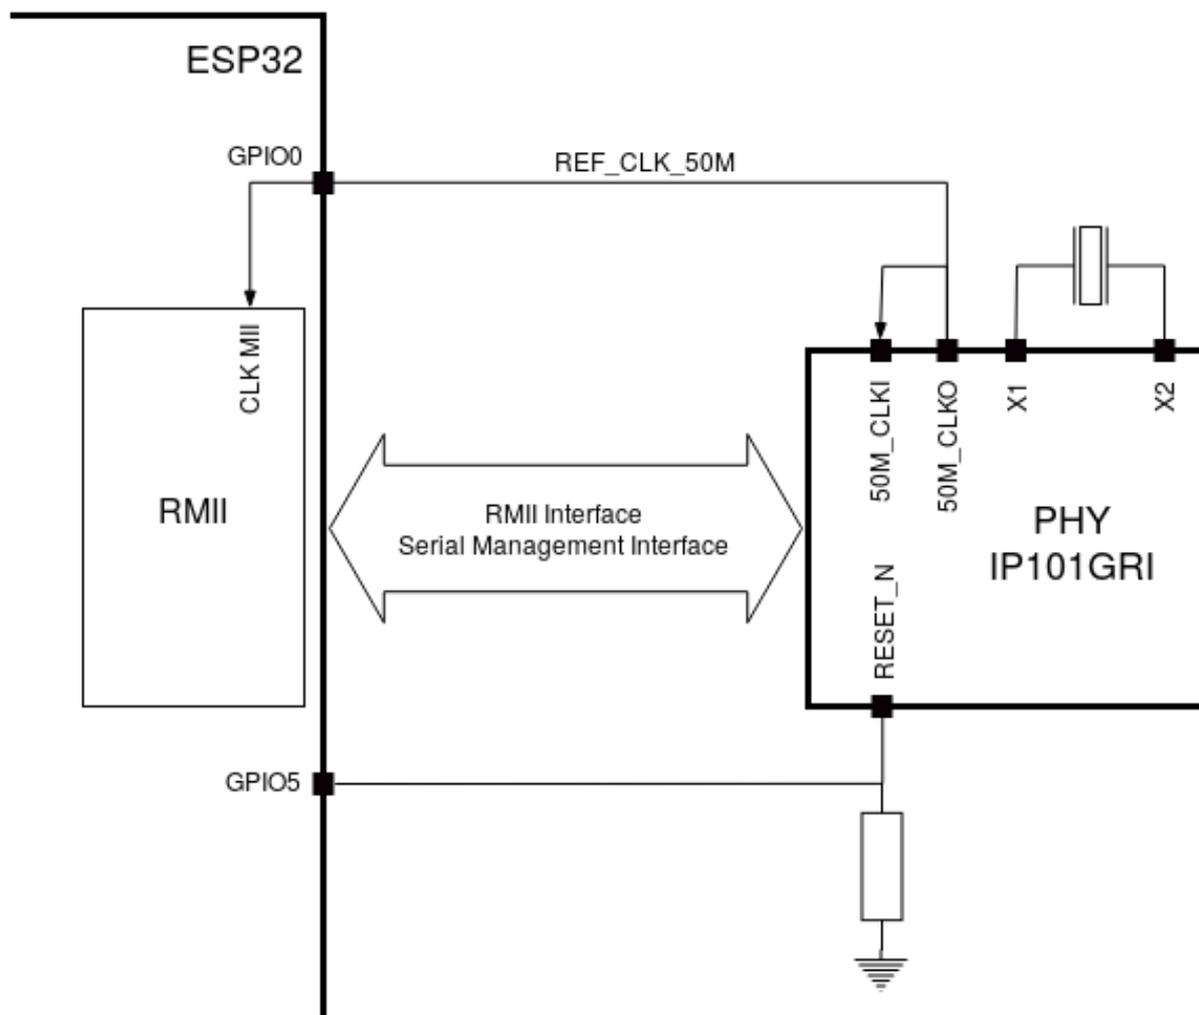 ESP32
GPIO0
REF_CLK_50M
CLK MII
50M_CLKI
50M_CLKO
X1
X2
RMII
RMII Interface
Serial Management Interface
PHY
IP101GRI
RESET_N
GPIO5